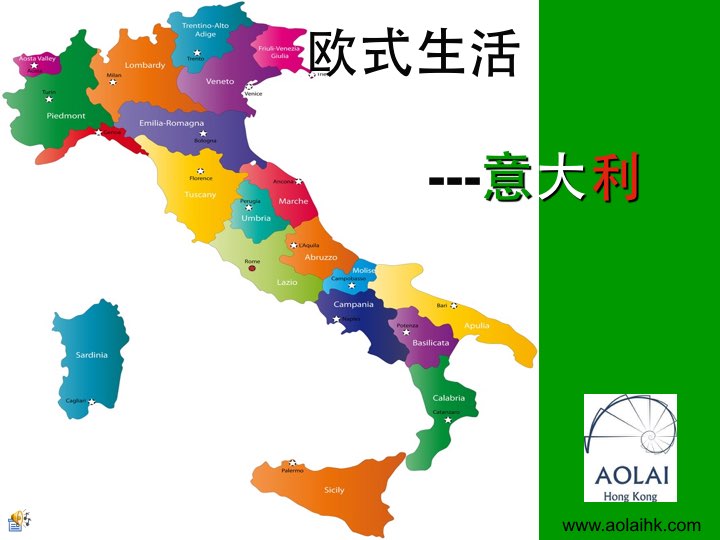 欧式生活
---意大利
Trentino-Alto
Adige
Trento
Friuli-Venezia
Giulia
Aosta Valley
Lombardy
Milan
Veneto
Venice
Turin
Piedmont
Emilia-Romagna
Bologna
Genoa
Florence
Tuscany
Ancona
Marche
Perugia
Umbria
L'Aquila
Abruzzo
Rome
Lazio
Molise
Campobasso
Campania
Naples
Bari
Apulia
Potenza
Basilicata
Sardinia
Cagliari
Calabria
Catanzaro
Palermo
Sicily
AOLAI
Hong Kong
www.aolaihk.com